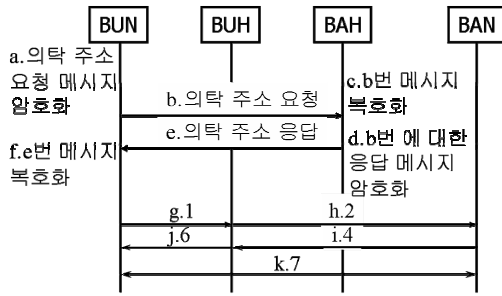 BUN BUH BAH BAN
a.의탁 주소
요청 메시지
암호화
b.의탁 주소 요청
c.b번 메시지
복호화
e.의탁 주소 응답
d.b번 에 대한
응답 메시지
암호화
f.e번 메시지
복호화
g.1 h.2
j.6 i.4
k.7